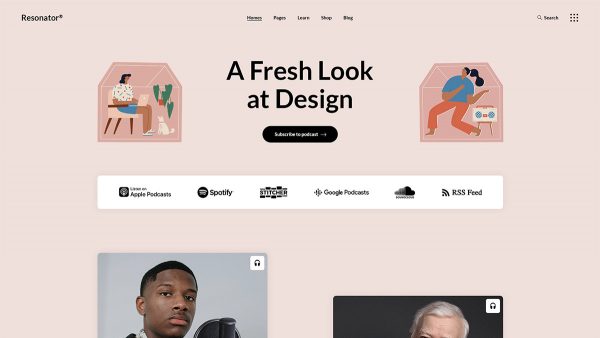 Resonator®
Homes Pages Learn Shop Blog
Search
A Fresh Look
at Design
Subscribe to podcast
Listen on
Apple Podcasts
Spotify
STITCHER
Google Podcasts
SOUNDCLOUD
RSS Feed